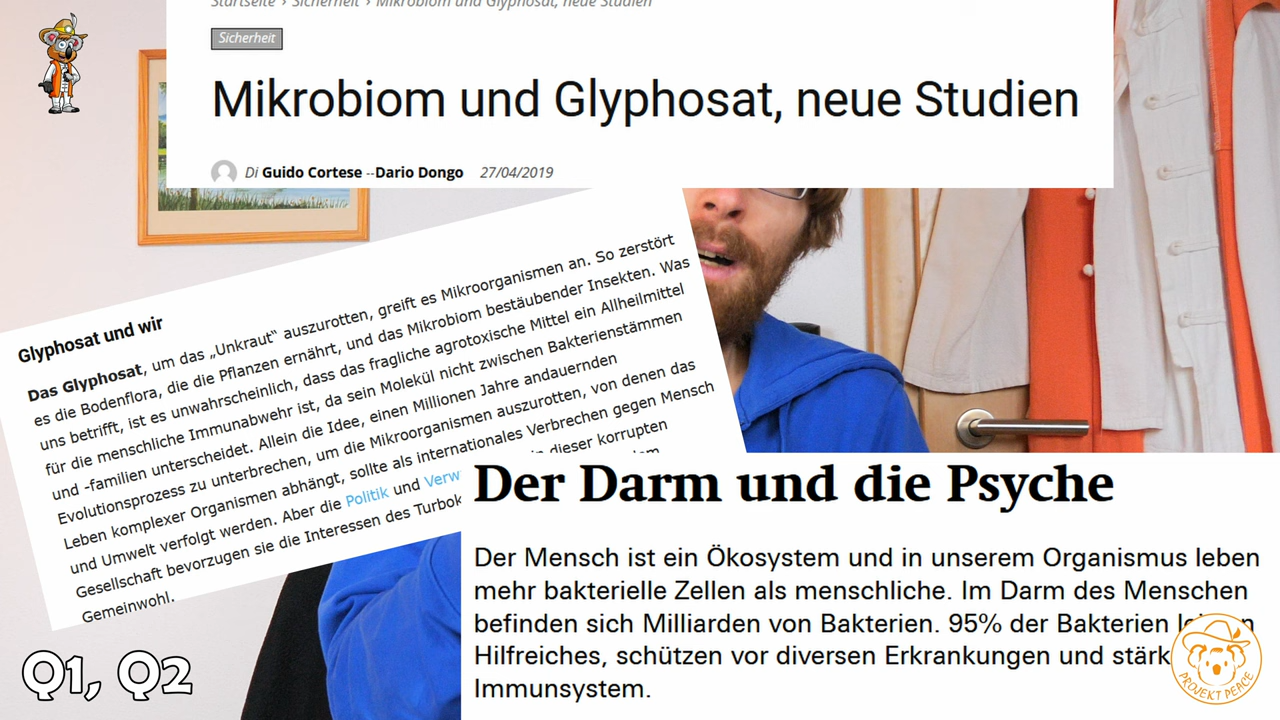 Startseite › Sicherheit › Mikrobiom und Glyphosat, neue Studien
Sicherheit
Mikrobiom und Glyphosat, neue Studien
Di Guido Cortese --Dario Dongo 27/04/2019
Glyphosat und wir
Das Glyphosat, um das „Unkraut“ auszurotten, greift es Mikroorganismen an. So zerstört
es die Bodenflora, die die Pflanzen ernährt, und das Mikrobiom bestäubender Insekten. Was
uns betrifft, ist es unwahrscheinlich, dass das fragliche agrotoxische Mittel ein Allheilmittel
für die menschliche Immunabwehr ist, da sein Molekül nicht zwischen Bakterienstämmen
und -familien unterscheidet. Allein die Idee, einen Millionen Jahre andauernden
Evolutionsprozess zu unterbrechen, um die Mikroorganismen auszurotten, von denen das
Leben komplexer Organismen abhängt, sollte als internationales Verbrechen gegen Mensch
und Umwelt verfolgt werden. Aber die Politik und Verw in dieser korrupten
Gesellschaft bevorzugen sie die Interessen des Turbok
Gemeinwohl.
Der Darm und die Psyche
Der Mensch ist ein Ökosystem und in unserem Organismus leben
mehr bakterielle Zellen als menschliche. Im Darm des Menschen
befinden sich Milliarden von Bakterien. 95% der Bakterien
Hilfreiches, schützen vor diversen Erkrankungen und stärk
Immunsystem.
Q1, Q2
PROJEKT PEACE